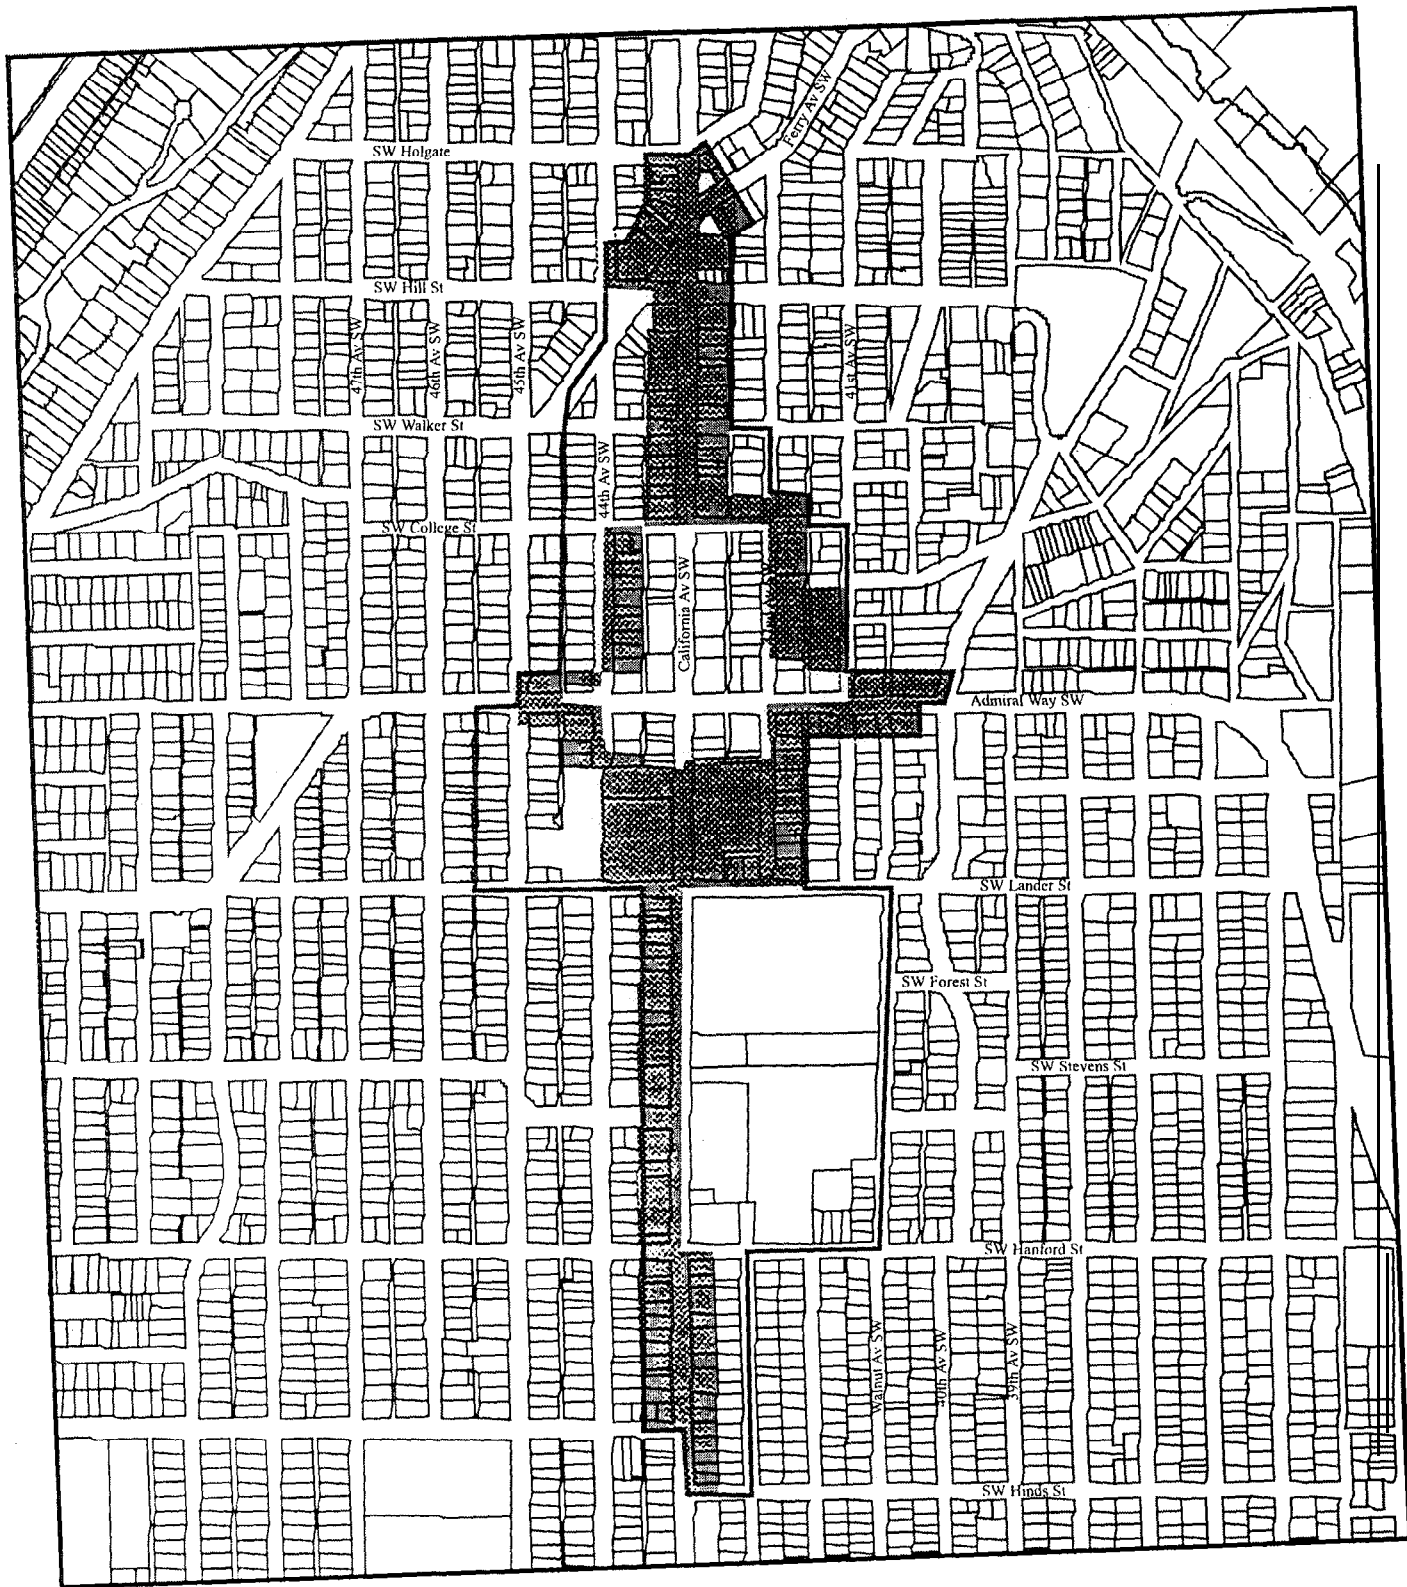 Ferry Av SW
SW Holgate
SW Hill St
47th Av SW
46th Av SW
45th Av SW
41st Av SW
SW Walker St
44th Av SW
SW College St
California Av SW
Admiral Way SW
SW Lander St
SW Forest St
SW Stevens St
SW Hanford St
Walnut Av SW
40th Av SW
39th Av SW
SW Hinds St